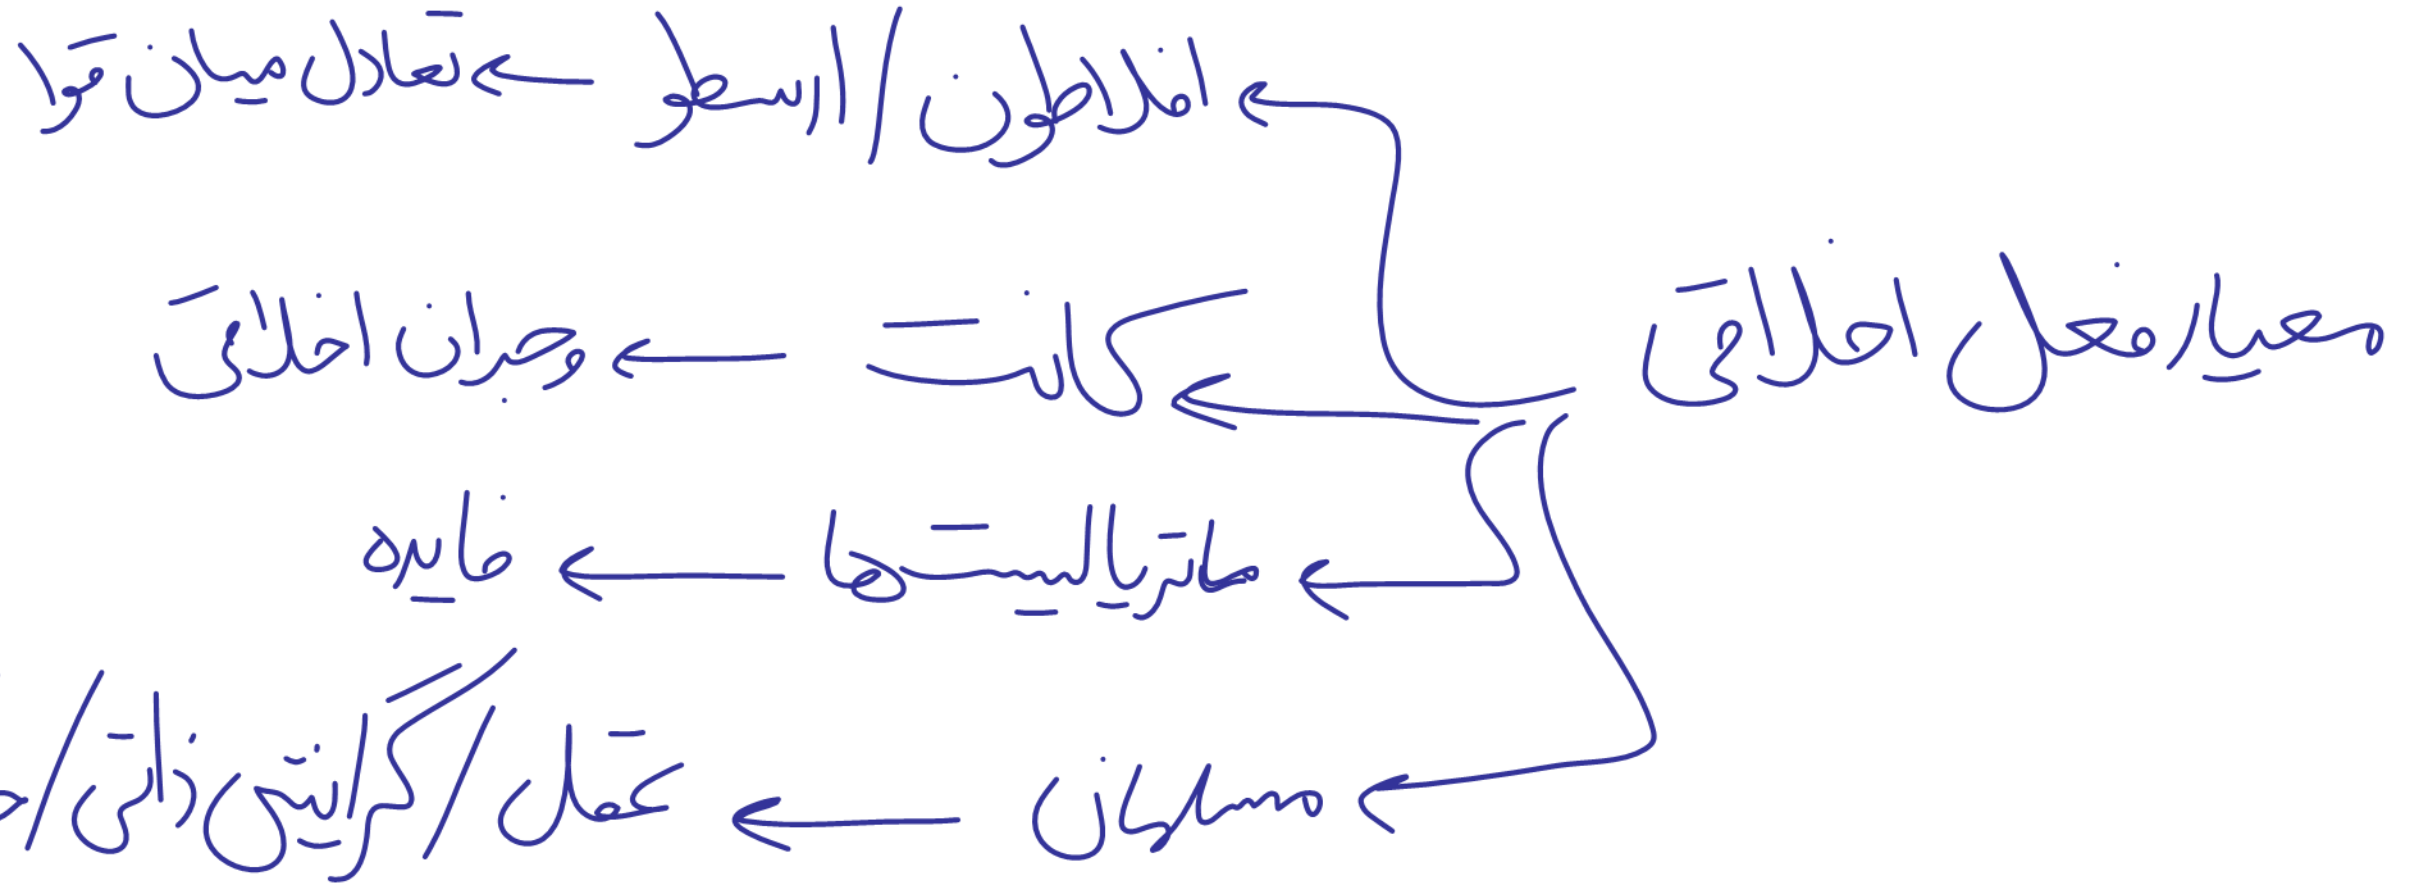 افلاطون / ارسطو ← تعادل میان قوا
معیار فعل اخلاقی
کانت ← وجدان اخلاقی
ماتریالیست‌ها ← فایده
مسلمان ← عقل / گرایش ذاتی /